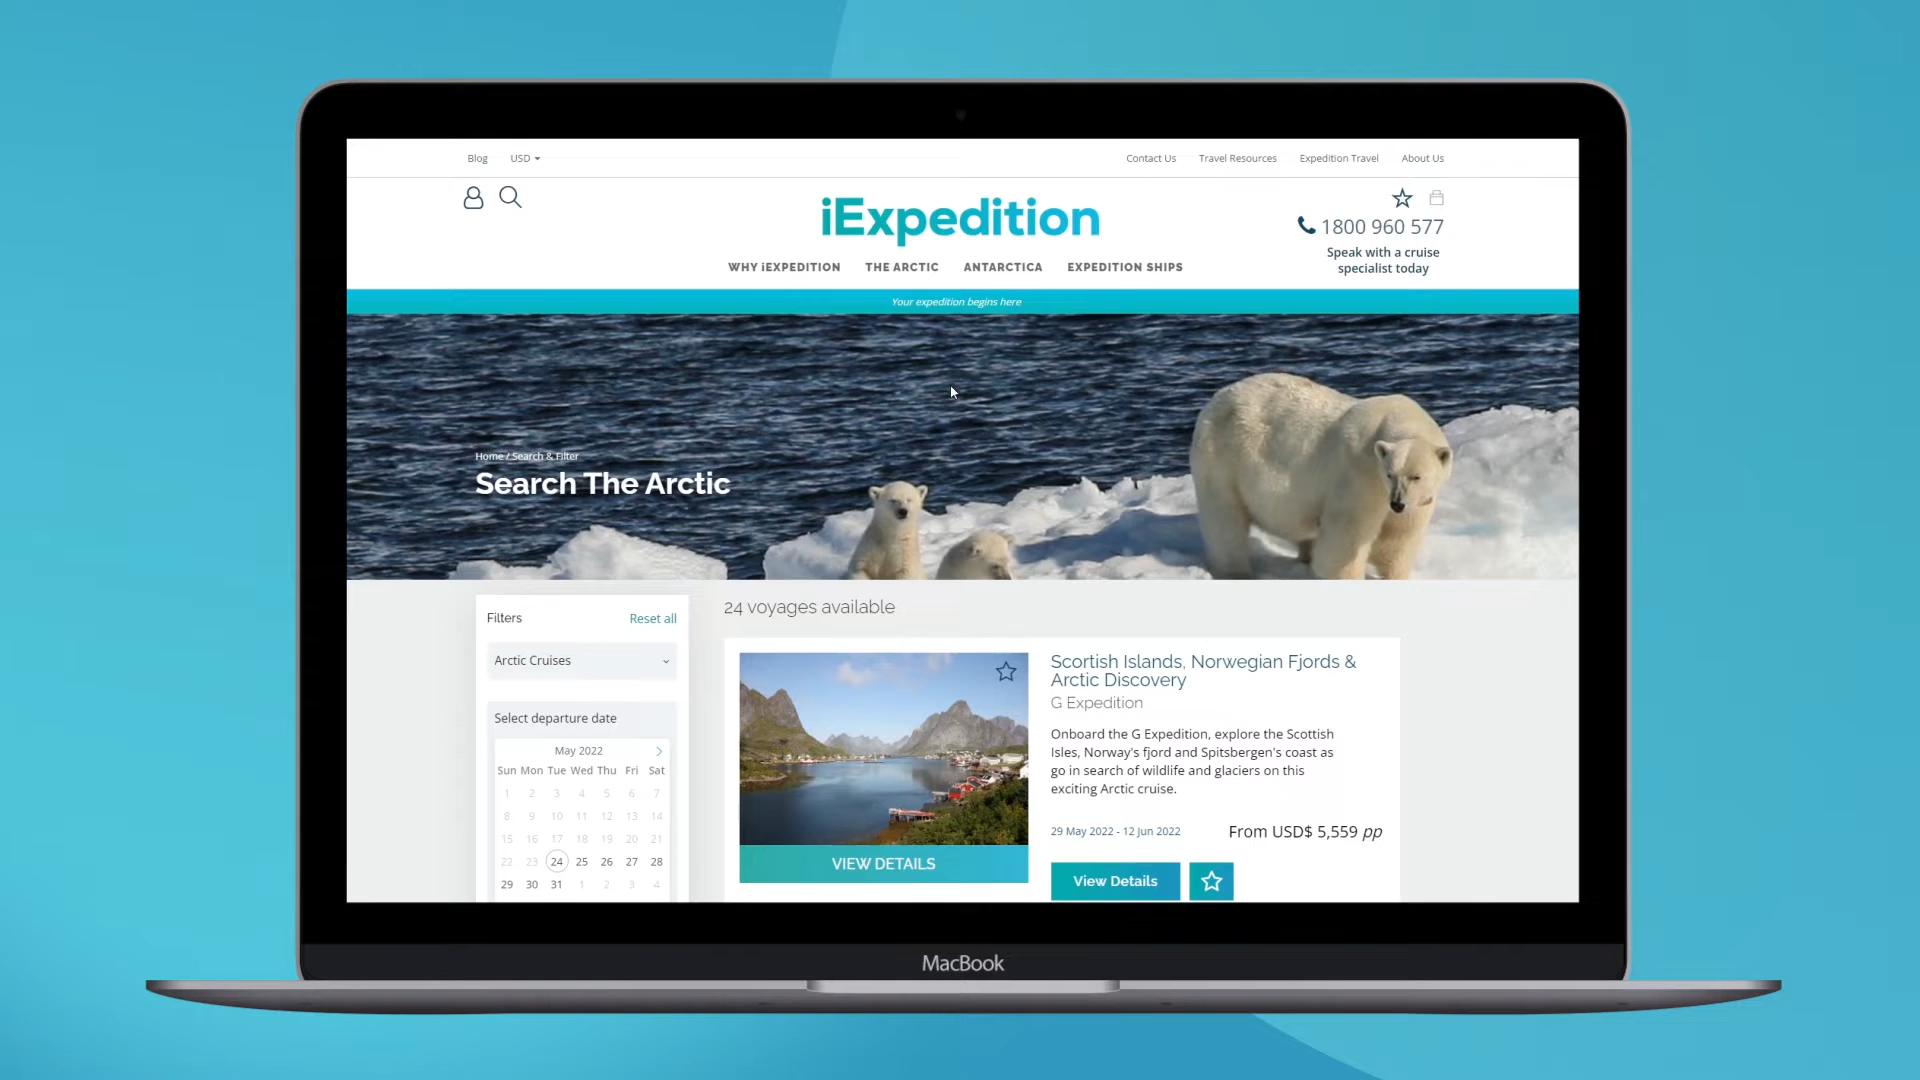 Blog USD
Contact Us Travel Resources Expedition Travel About Us
iExpedition
1800 960 577
Speak with a cruise
specialist today
WHY iEXPEDITION THE ARCTIC ANTARCTICA EXPEDITION SHIPS
Your expedition begins here
Home / Search & Filter
Search The Arctic
Filters Reset all
Arctic Cruises
Select departure date
May 2022
Sun Mon Tue Wed Thu Fri Sat
1 2 3 4 5 6 7
8 9 10 11 12 13 14
15 16 17 18 19 20 21
22 23 24 25 26 27 28
29 30 31 1 2 3 4
24 voyages available
VIEW DETAILS
Scortish Islands, Norwegian Fjords &
Arctic Discovery
G Expedition
Onboard the G Expedition, explore the Scottish
Isles, Norway's fjord and Spitsbergen's coast as
go in search of wildlife and glaciers on this
exciting Arctic cruise.
29 May 2022 - 12 Jun 2022 From USD$ 5,559 pp
View Details
MacBook